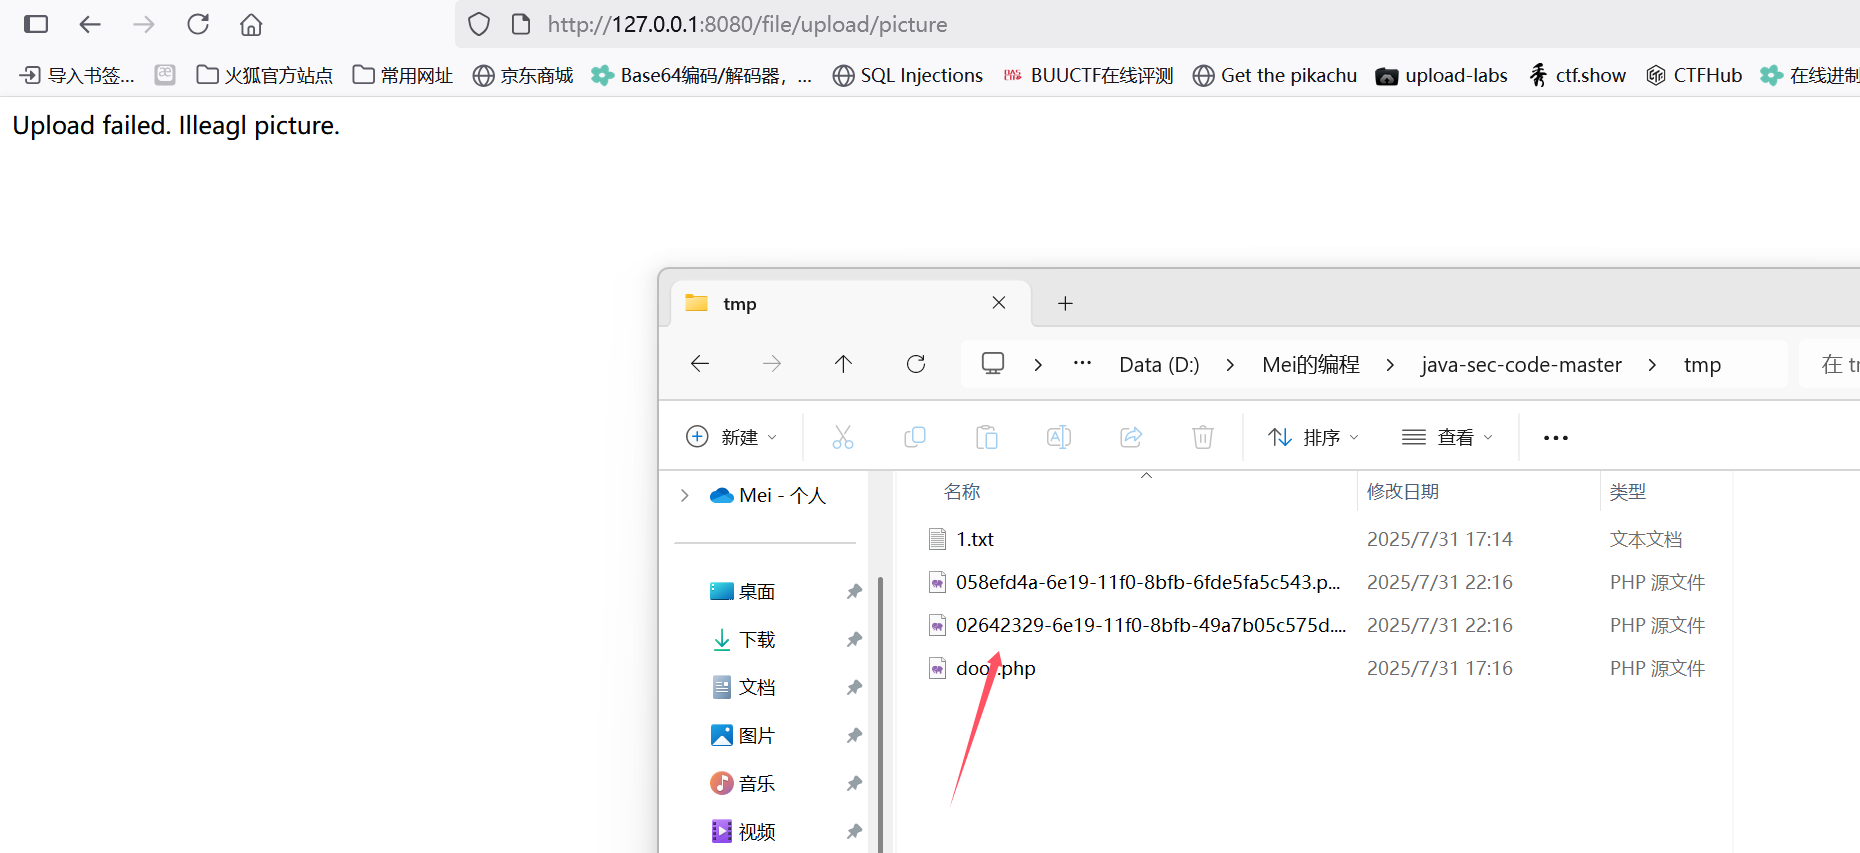 http://127.0.0.1:8080/file/upload/picture
导入书签... 火狐官方站点 常用网址 京东商城 Base64编码/解码器，... SQL Injections BUUCTF在线评测 Get the pikachu upload-labs ctf.show CTFHub 在线进制
Upload failed. Illeagl picture.
tmp
Data (D:) Mei的编程 java-sec-code-master tmp 在
新建 排序 查看
Mei - 个人
名称 修改日期 类型
1.txt 2025/7/31 17:14 文本文档
058efd4a-6e19-11f0-8bfb-6fde5fa5c543.p... 2025/7/31 22:16 PHP 源文件
02642329-6e19-11f0-8bfb-49a7b05c575d.... 2025/7/31 22:16 PHP 源文件
2025/7/31 17:16 PHP 源文件
桌面
下载
文档
图片
音乐
视频